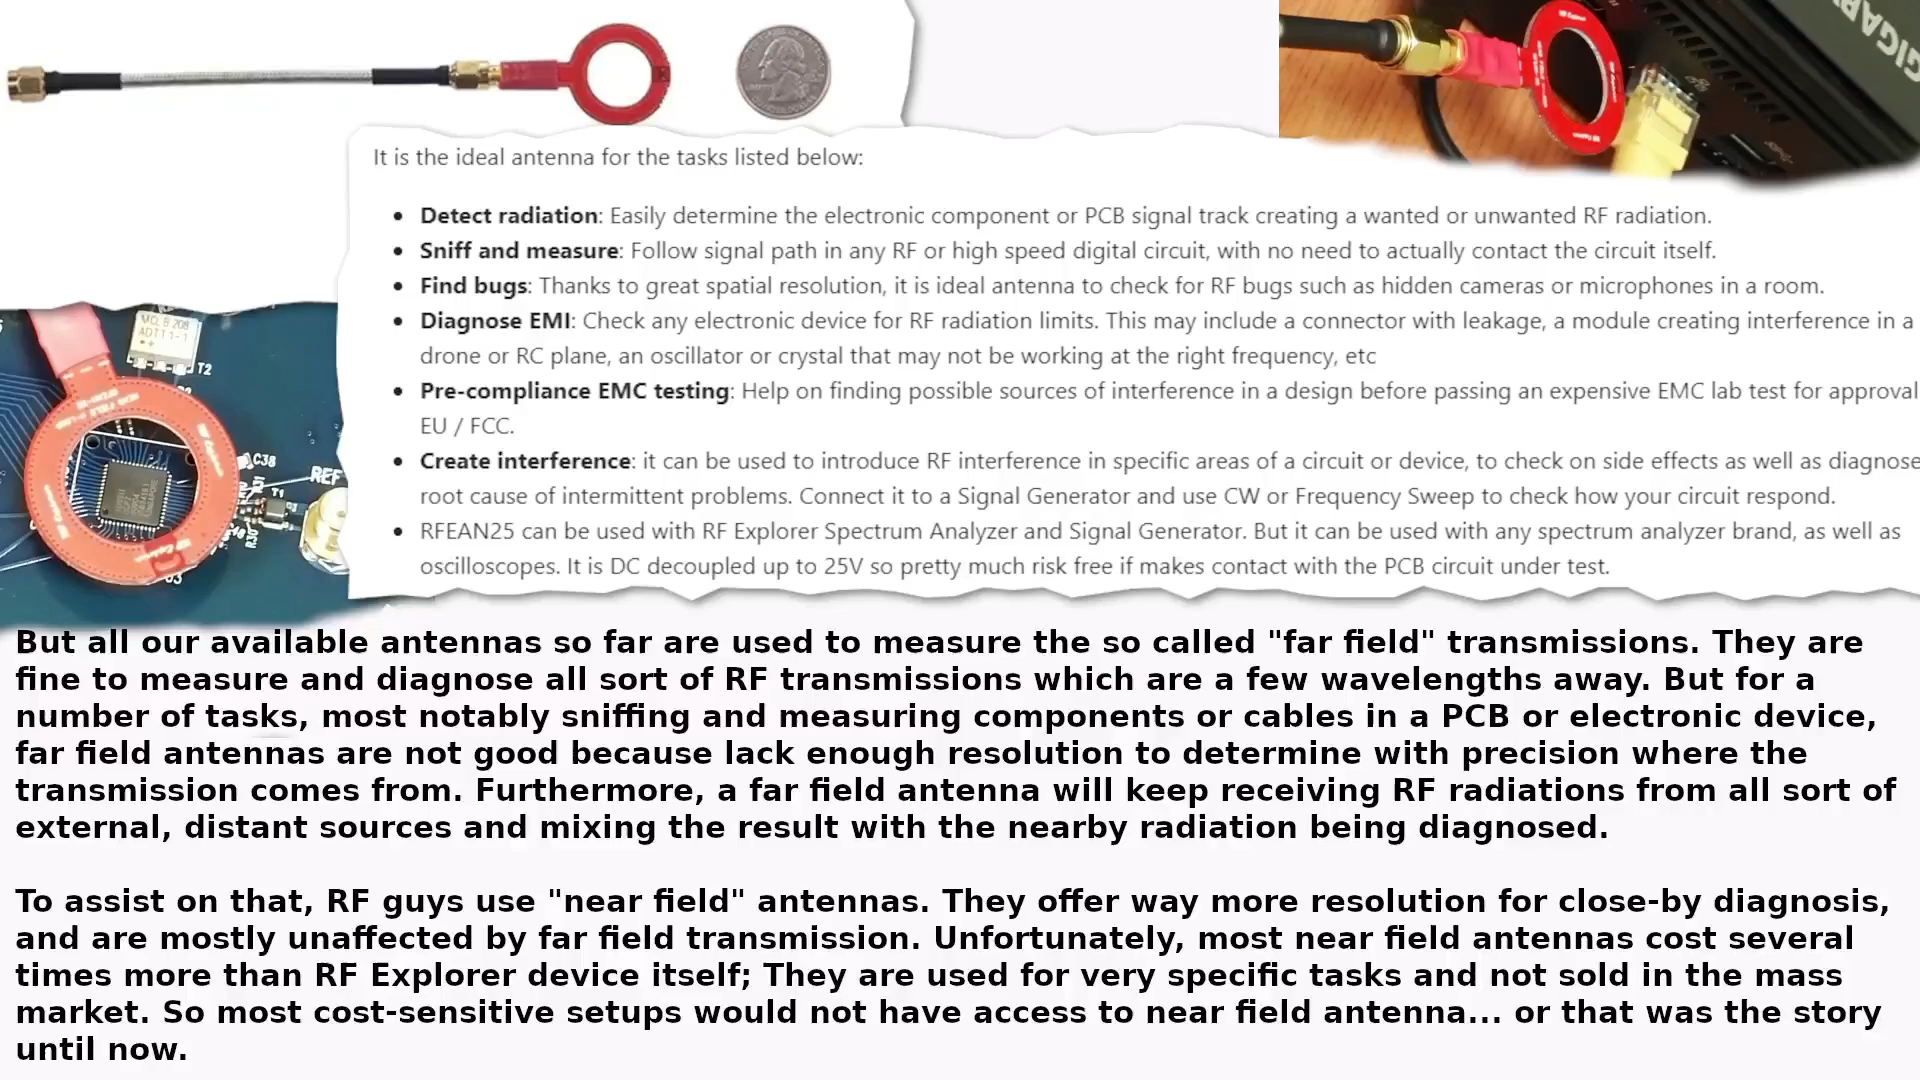 GIGABY
It is the ideal antenna for the tasks listed below:
• Detect radiation: Easily determine the electronic component or PCB signal track creating a wanted or unwanted RF radiation.
• Sniff and measure: Follow signal path in any RF or high speed digital circuit, with no need to actually contact the circuit itself.
• Find bugs: Thanks to great spatial resolution, it is ideal antenna to check for RF bugs such as hidden cameras or microphones in a room.
• Diagnose EMI: Check any electronic device for RF radiation limits. This may include a connector with leakage, a module creating interference in a
drone or RC plane, an oscillator or crystal that may not be working at the right frequency, etc
• Pre-compliance EMC testing: Help on finding possible sources of interference in a design before passing an expensive EMC lab test for approval
EU / FCC.
• Create interference: it can be used to introduce RF interference in specific areas of a circuit or device, to check on side effects as well as diagnose
root cause of intermittent problems. Connect it to a Signal Generator and use CW or Frequency Sweep to check how your circuit respond.
• RFEAN25 can be used with RF Explorer Spectrum Analyzer and Signal Generator. But it can be used with any spectrum analyzer brand, as well as
oscilloscopes. It is DC decoupled up to 25V so pretty much risk free if makes contact with the PCB circuit under test.
MCL B 208
ADT1-1
T2
C38
REF
T1
But all our available antennas so far are used to measure the so called "far field" transmissions. They are
fine to measure and diagnose all sort of RF transmissions which are a few wavelengths away. But for a
number of tasks, most notably sniffing and measuring components or cables in a PCB or electronic device,
far field antennas are not good because lack enough resolution to determine with precision where the
transmission comes from. Furthermore, a far field antenna will keep receiving RF radiations from all sort of
external, distant sources and mixing the result with the nearby radiation being diagnosed.
To assist on that, RF guys use "near field" antennas. They offer way more resolution for close-by diagnosis,
and are mostly unaffected by far field transmission. Unfortunately, most near field antennas cost several
times more than RF Explorer device itself; They are used for very specific tasks and not sold in the mass
market. So most cost-sensitive setups would not have access to near field antenna... or that was the story
until now.